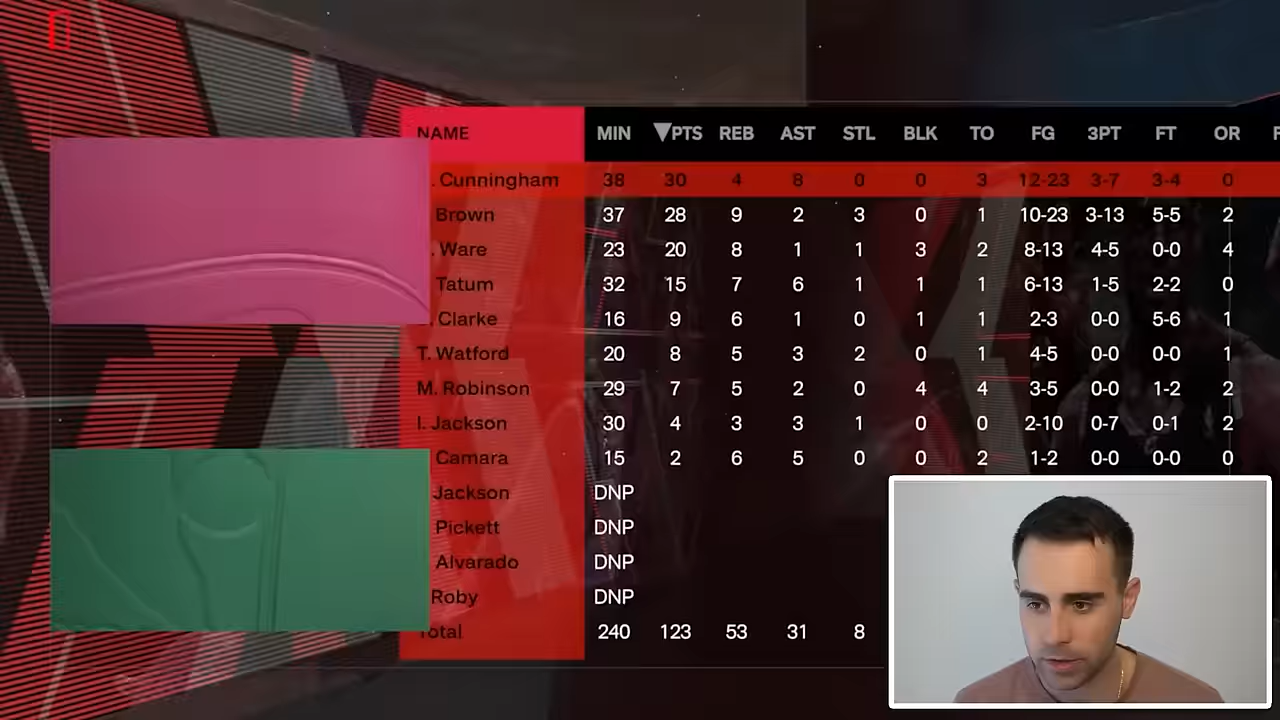 NAME MIN ▼PTS REB AST STL BLK TO FG 3PT FT OR
. Cunningham 38 30 4 8 0 0 3 12-23 3-7 3-4 0
Brown 37 28 9 2 3 0 1 10-23 3-13 5-5 2
. Ware 23 20 8 1 1 3 2 8-13 4-5 0-0 4
Tatum 32 15 7 6 1 1 1 6-13 1-5 2-2 0
. Clarke 16 9 6 1 0 1 1 2-3 0-0 5-6 1
T. Watford 20 8 5 3 2 0 1 4-5 0-0 0-0 1
M. Robinson 29 7 5 2 0 4 4 3-5 0-0 1-2 2
I. Jackson 30 4 3 3 1 0 0 2-10 0-7 0-1 2
Camara 15 2 6 5 0 0 2 1-2 0-0 0-0 0
Jackson DNP
Pickett DNP
Alvarado DNP
Roby DNP
Total 240 123 53 31 8